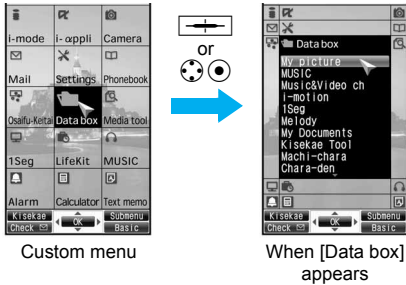 i-mode i-αppli Camera
Mail Settings Phonebook
Osaifu-Keitai Data box Media tool
1Seg LifeKit MUSIC
Alarm Calculator Text memo
Kisekae Submenu
OK
Check Basic
Custom menu
or
Data box
My picture
MUSIC
Music&Video ch
i-motion
1Seg
Melody
My Documents
Kisekae Tool
Machi-chara
Chara-den
Kisekae Submenu
OK
Check Basic
When [Data box]
appears